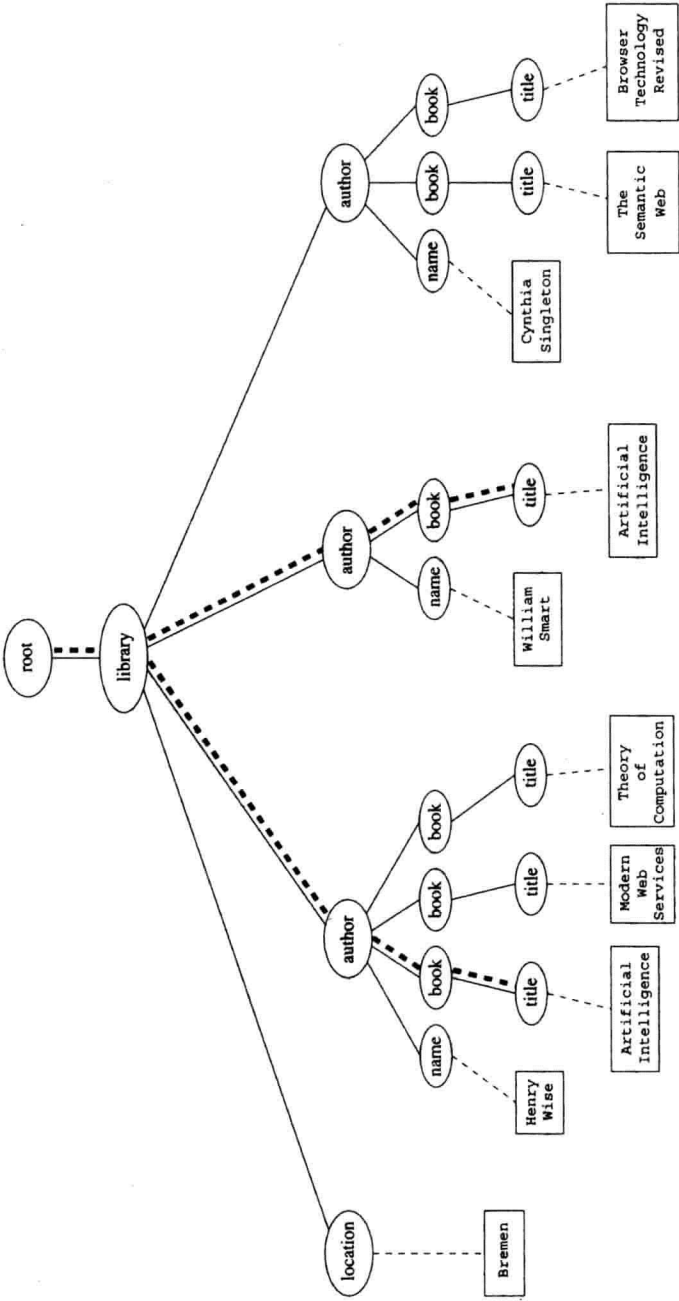 root
library
location
author
author
author
name
book
book
book
name
book
name
book
book
title
title
title
title
title
title
Bremen
Henry
Wise
William
Smart
Cynthia
Singleton
Artificial
Intelligence
Modern
Web
Services
Theory
of
Computation
Artificial
Intelligence
The
Semantic
Web
Browser
Technology
Revised